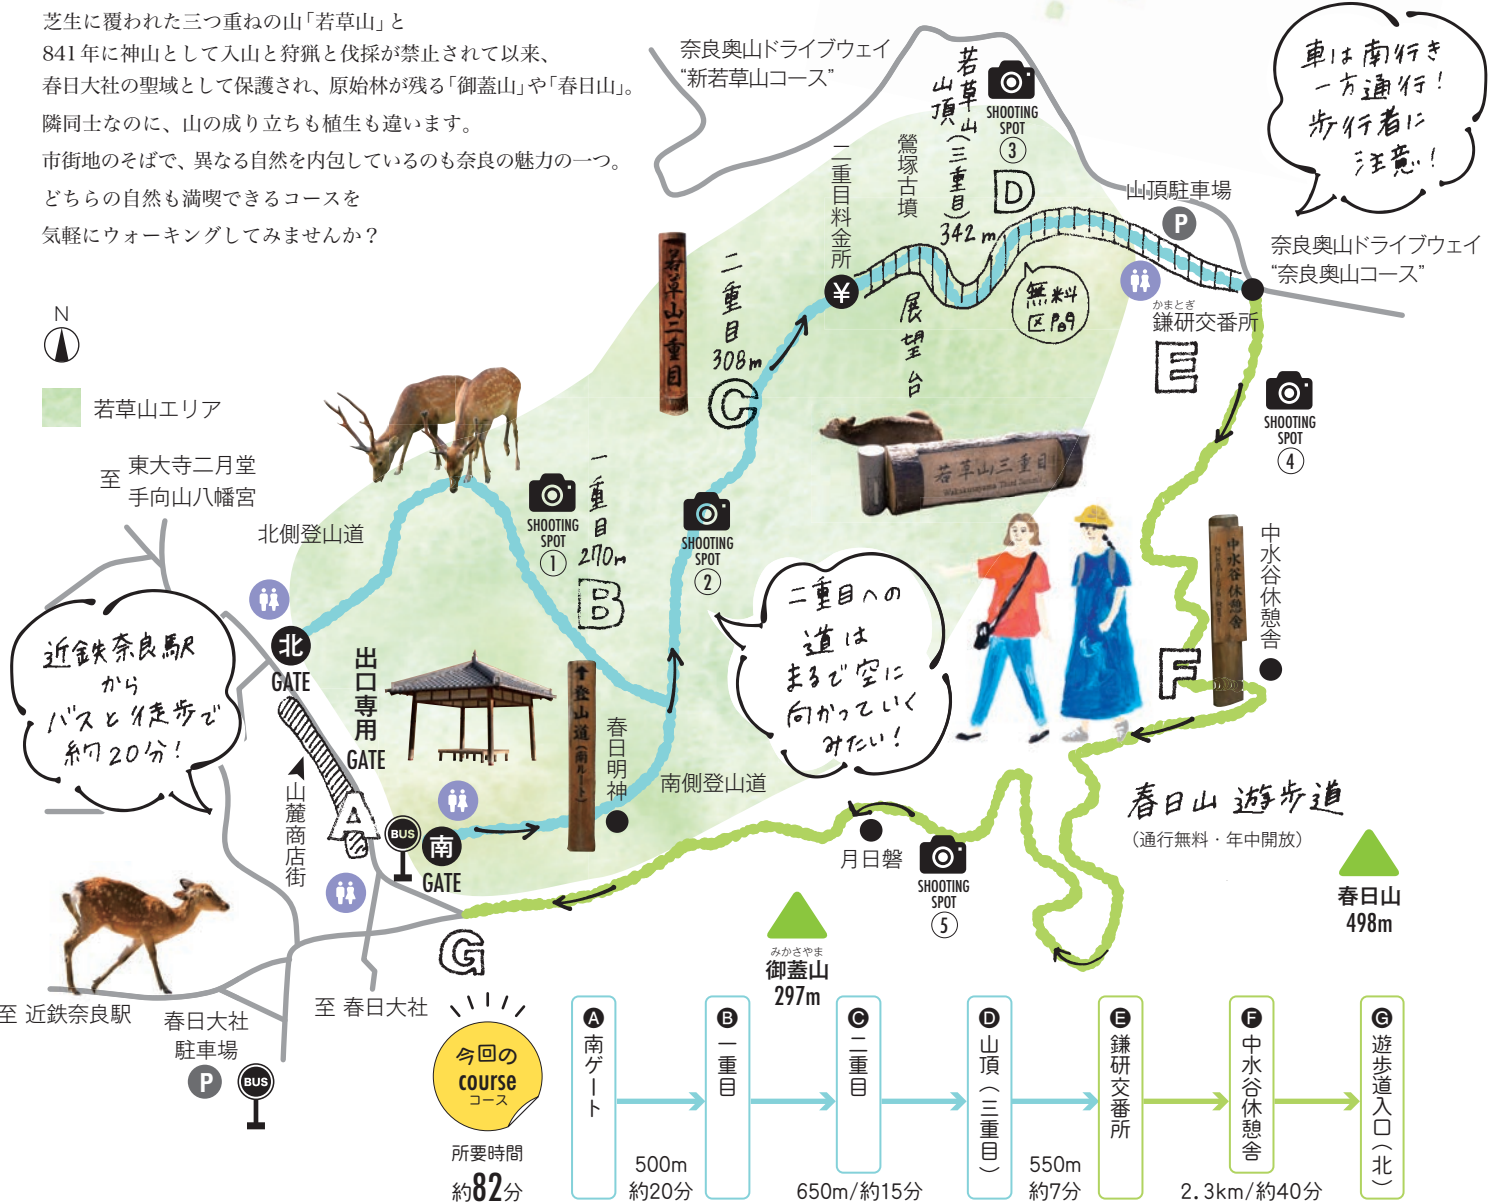 芝生に覆われた三つ重ねの山「若草山」と
841年に神山として入山と狩猟と伐採が禁止されて以来、
春日大社の聖域として保護され、原始林が残る「御蓋山」や「春日山」。
隣同士なのに、山の成り立ちも植生も違います。
市街地のそばで、異なる自然を内包しているのも奈良の魅力の一つ。
どちらの自然も満喫できるコースを
気軽にウォーキングしてみませんか？
奈良奥山ドライブウェイ
“新若草山コース”
若草山
山頂(三重目)
342m
SHOOTING
SPOT
③
D
車は南行き
一方通行！
歩行者に
注意！
山頂駐車場
P
奈良奥山ドライブウェイ
“奈良奥山コース”
鶯塚古墳
二重目料金所
¥
展望台
無料
区間
かまとぎ
鎌研交番所
E
N
若草山エリア
若草山二重目
二重目
308m
C
SHOOTING
SPOT
④
若草山三重目
Wakakusayama Third Summit
至 東大寺二月堂
手向山八幡宮
北側登山道
SHOOTING
SPOT
①
一重目
270m
B
SHOOTING
SPOT
②
中水谷休憩舎
中水谷休憩舎
F
二重目への
道は
まるで空に
向かっていく
みたい！
近鉄奈良駅
から
バスと徒歩で
約20分！
北
GATE
出口専用
GATE
山麓商店街
A
BUS
南
GATE
登山道(南ルート)
春日明神
南側登山道
春日山 遊歩道
(通行無料・年中開放)
月日磐
SHOOTING
SPOT
⑤
春日山
498m
みかさやま
御蓋山
297m
G
至 近鉄奈良駅
春日大社
駐車場
P
BUS
至 春日大社
今回の
course
コース
所要時間
約82分
A 南ゲート
500m
約20分
B 一重目
650m/約15分
C 二重目
D 山頂(三重目)
550m
約7分
E 鎌研交番所
2.3km/約40分
F 中水谷休憩舎
G 遊歩道入口(北)